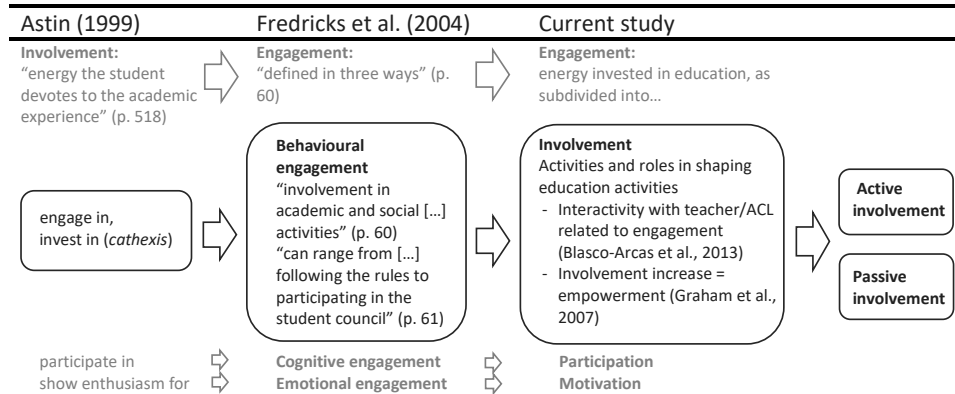 Astin (1999)
Fredricks et al. (2004)
Current study
Involvement:
“energy the student
devotes to the academic
experience” (p. 518)
Engagement:
“defined in three ways” (p.
60)
Engagement:
energy invested in education, as
subdivided into…
engage in,
invest in (cathexis)
Behavioural
engagement
“involvement in
academic and social […]
activities” (p. 60)
“can range from […]
following the rules to
participating in the
student council” (p. 61)
Involvement
Activities and roles in shaping
education activities
- Interactivity with teacher/ACL
related to engagement
(Blasco-Arcas et al., 2013)
- Involvement increase =
empowerment (Graham et al.,
2007)
Active
involvement
Passive
involvement
participate in
Cognitive engagement
Participation
show enthusiasm for
Emotional engagement
Motivation